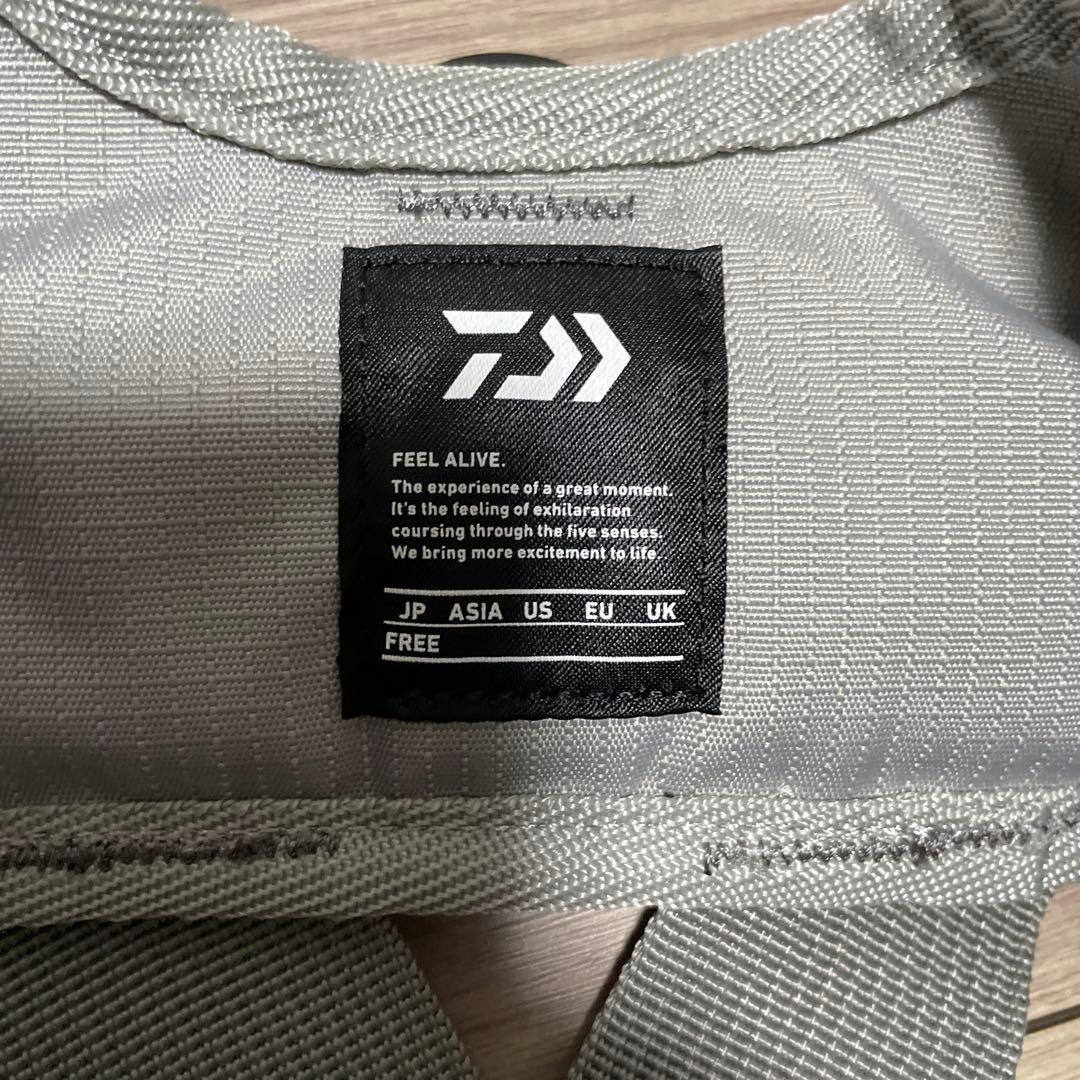 FEEL ALIVE.
The experience of a great moment.
It's the feeling of exhilaration
coursing through the five senses.
We bring more excitement to life.
JP ASIA US EU UK
FREE